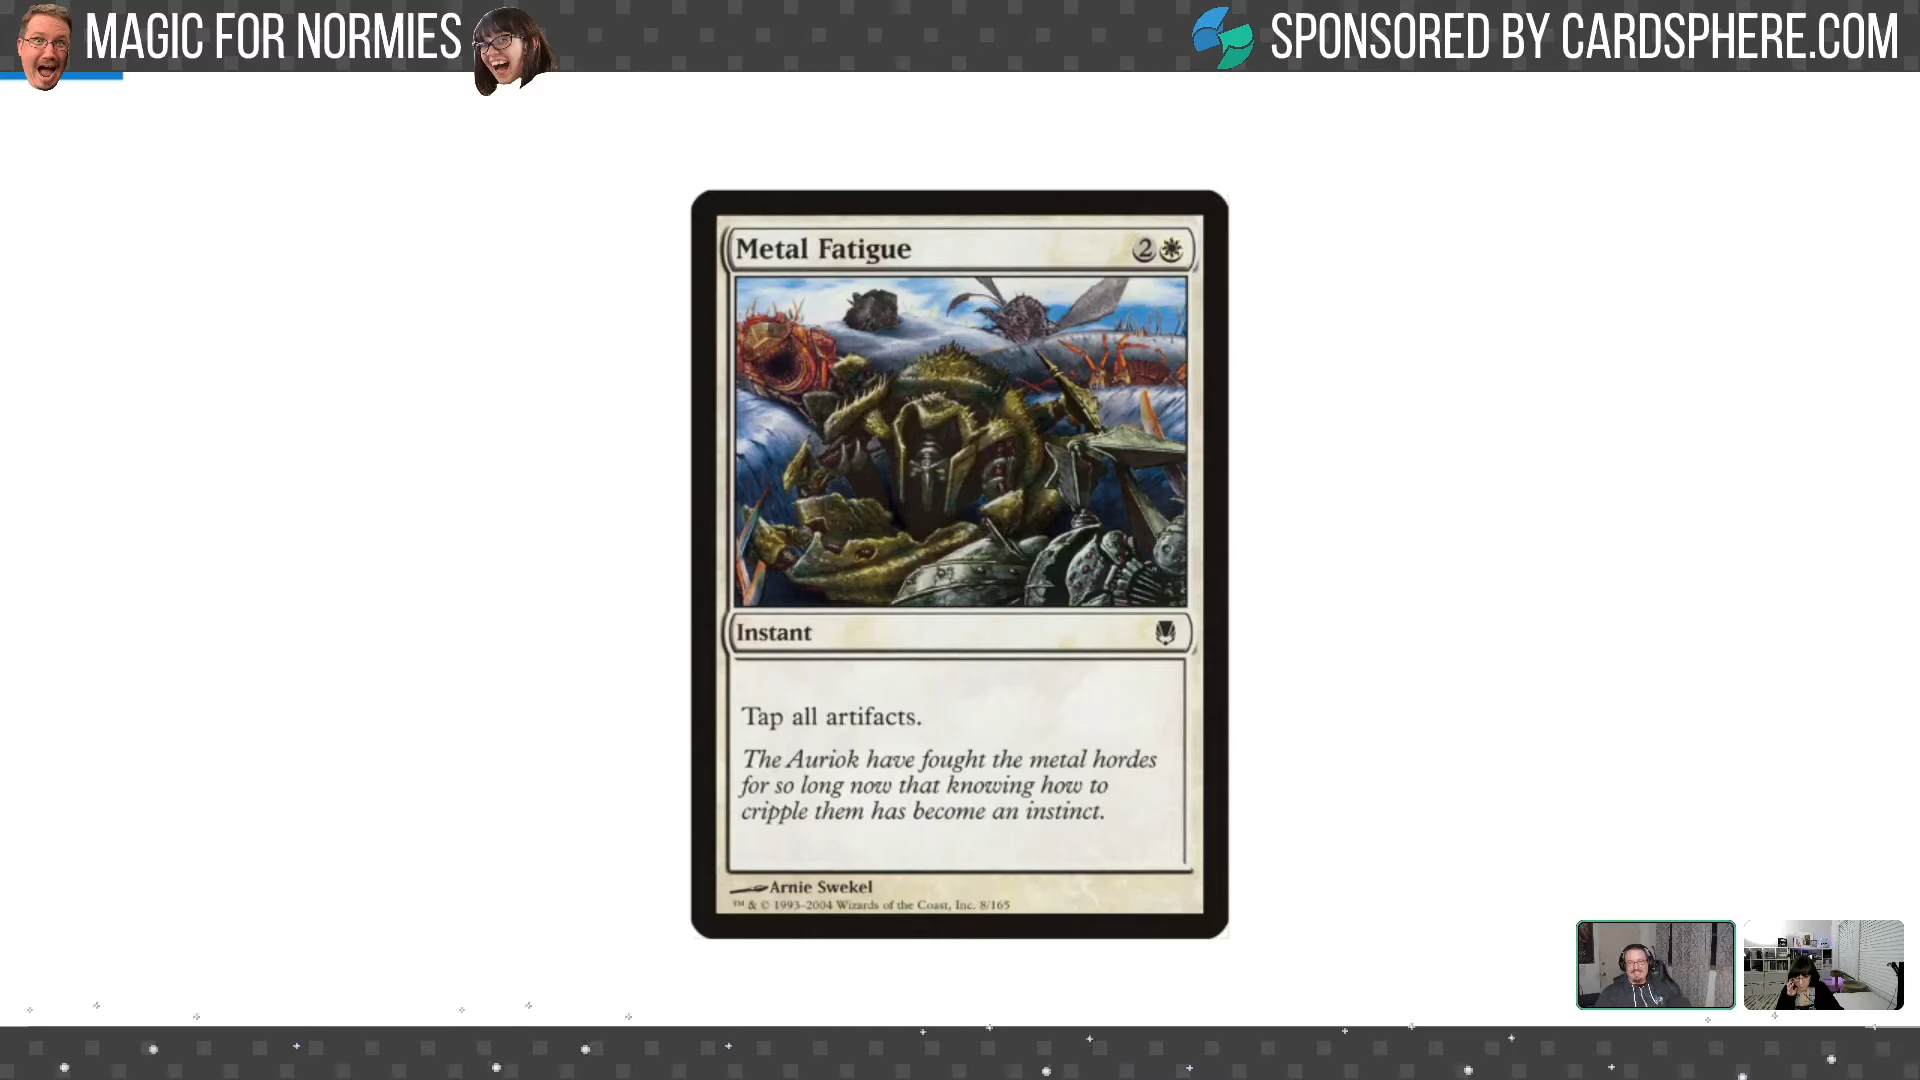 MAGIC FOR NORMIES
SPONSORED BY CARDSPHERE.COM
Metal Fatigue 2
Instant
Tap all artifacts.
The Auriok have fought the metal hordes
for so long now that knowing how to
cripple them has become an instinct.
Arnie Swekel
™ & © 1993-2004 Wizards of the Coast, Inc. 8/165